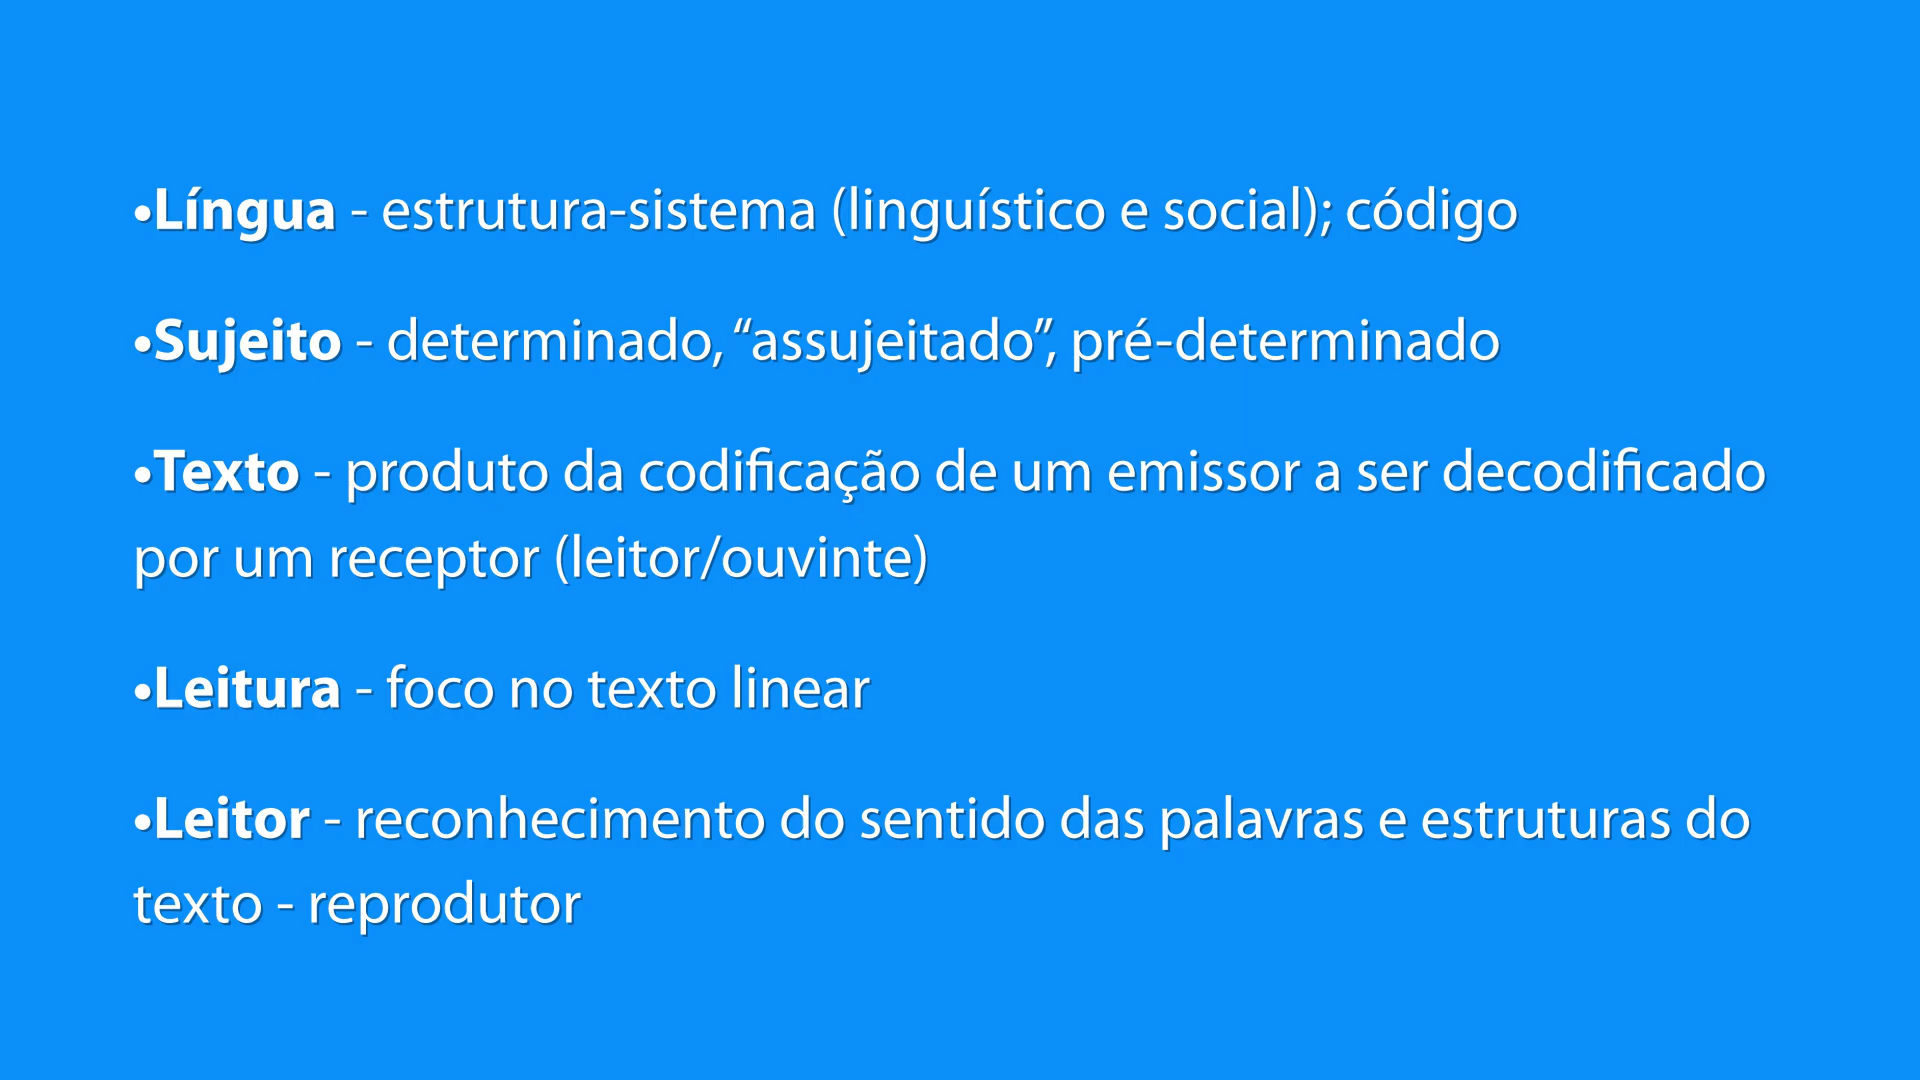 •Língua - estrutura-sistema (linguístico e social); código
•Sujeito - determinado, “assujeitado”, pré-determinado
•Texto - produto da codificação de um emissor a ser decodificado
por um receptor (leitor/ouvinte)
•Leitura - foco no texto linear
•Leitor - reconhecimento do sentido das palavras e estruturas do
texto - reprodutor